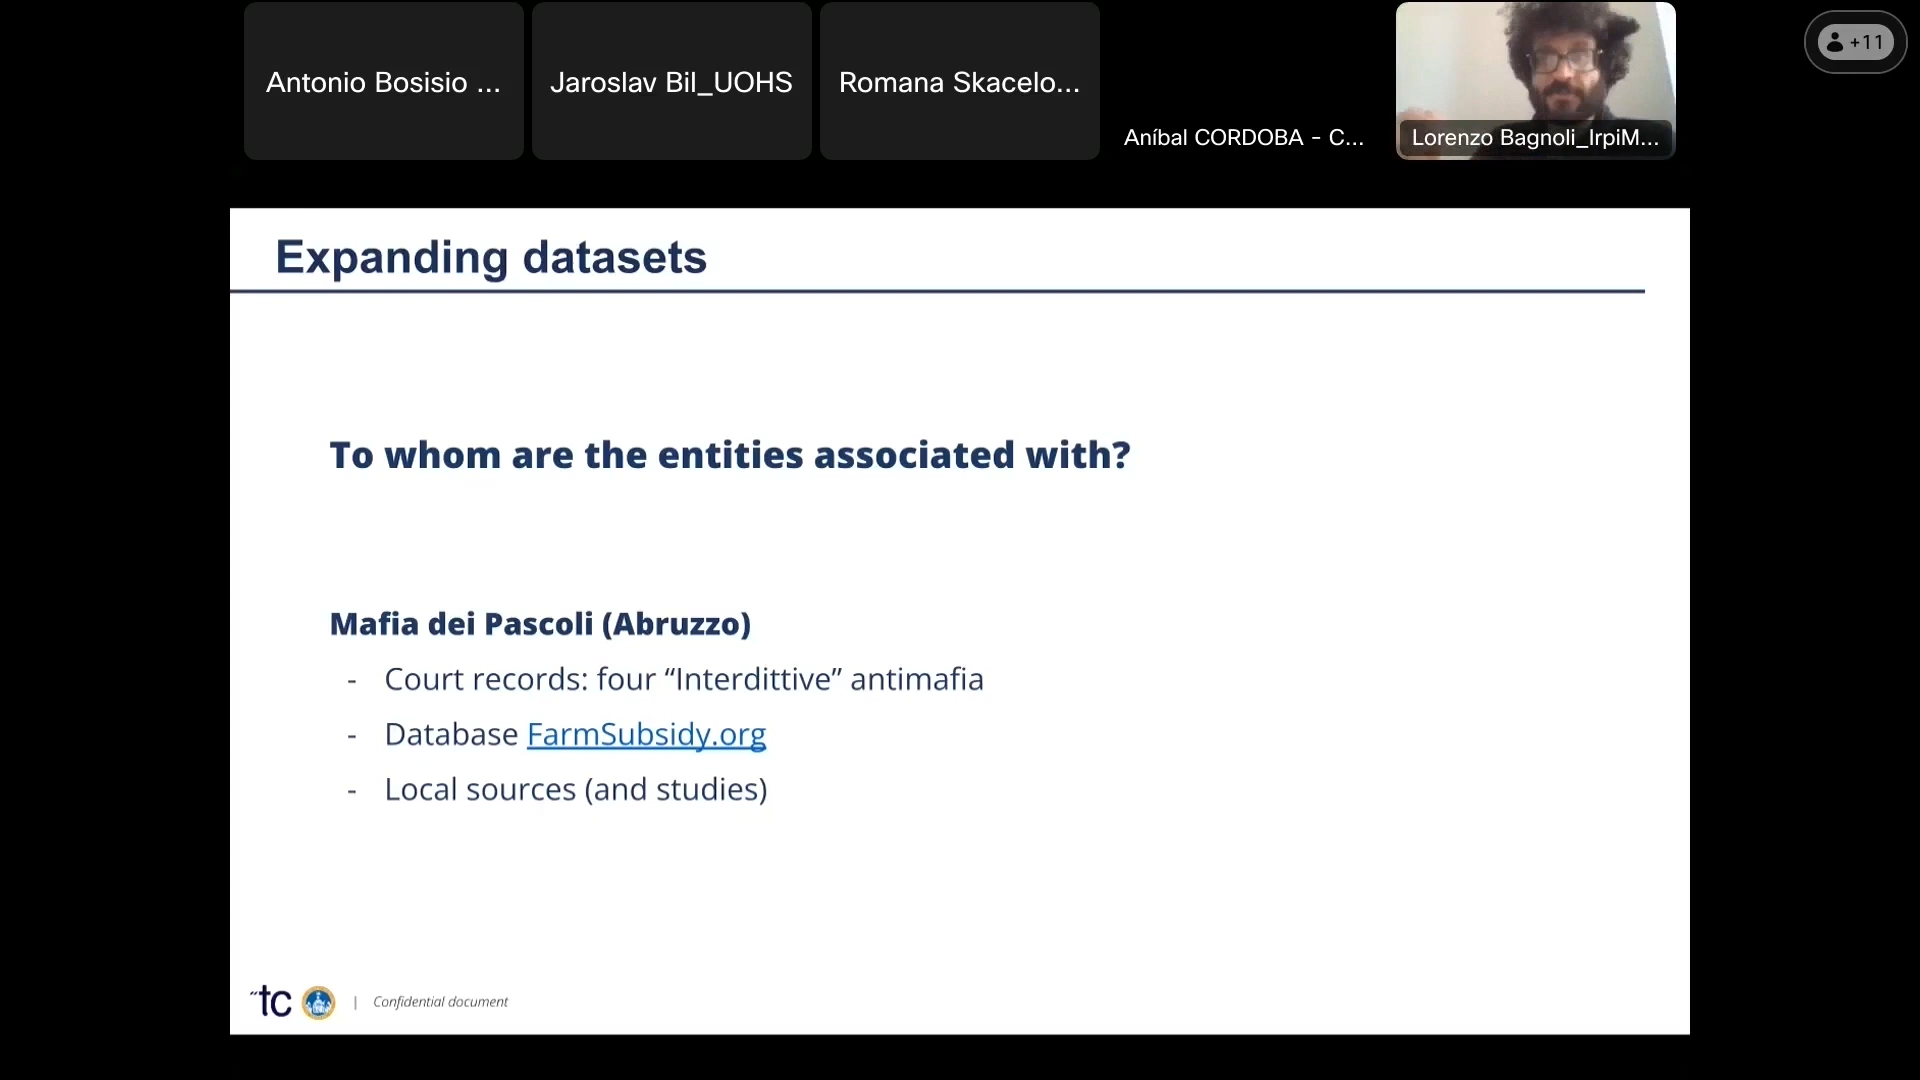 Antonio Bosisio ...
Jaroslav Bil_UOHS
Romana Skacelo...
Aníbal CORDOBA - C...
Lorenzo Bagnoli_IrpiM...
+11
Expanding datasets
To whom are the entities associated with?
Mafia dei Pascoli (Abruzzo)
- Court records: four “Interdittive” antimafia
- Database FarmSubsidy.org
- Local sources (and studies)
tc | Confidential document